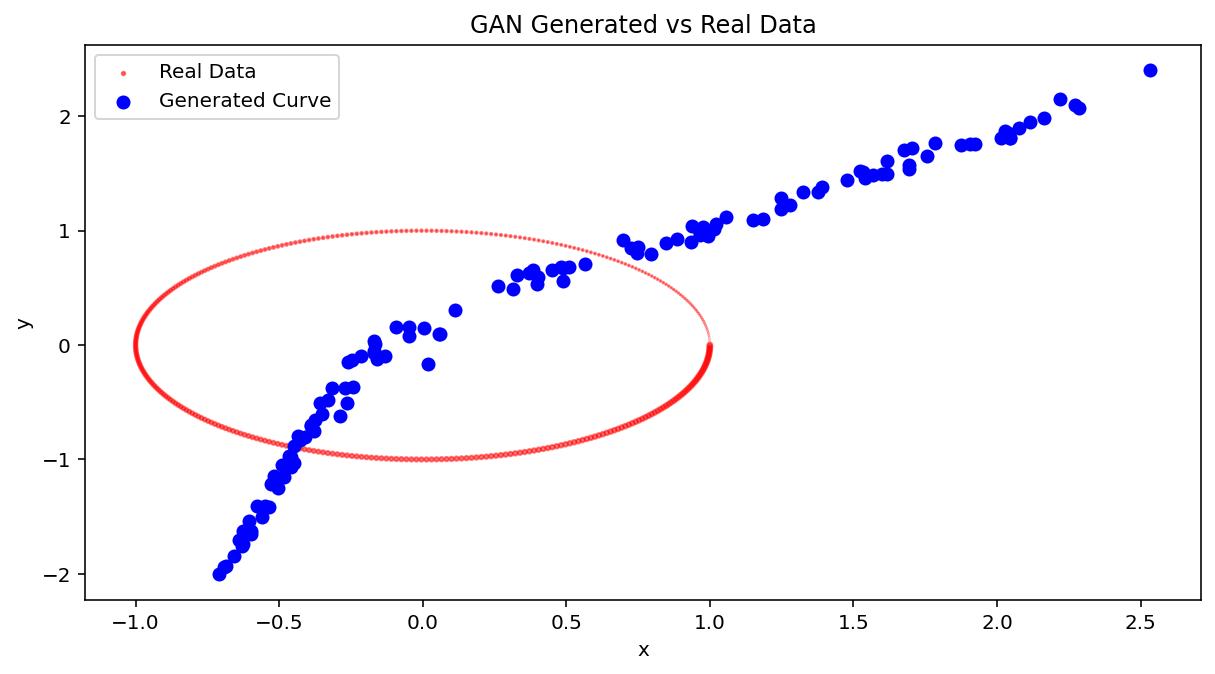 GAN Generated vs Real Data
Real Data
Generated Curve
y
2
1
0
−1
−2
−1.0 −0.5 0.0 0.5 1.0 1.5 2.0 2.5
x